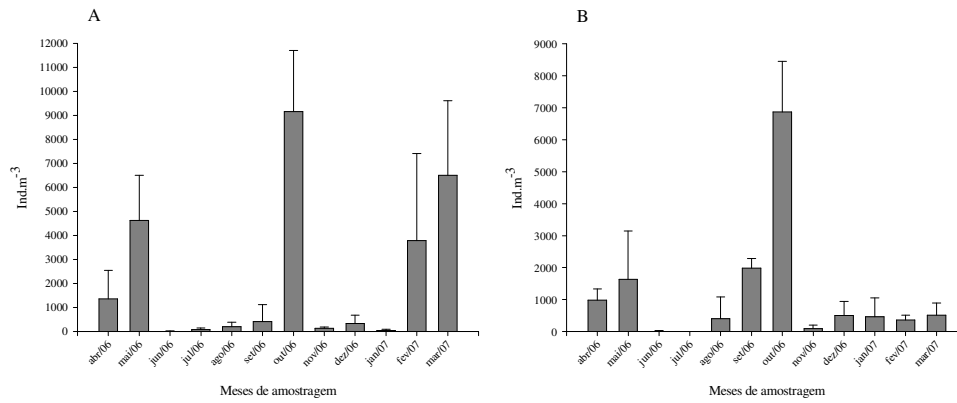 A
12000
11000
10000
9000
8000
7000
6000
5000
4000
3000
2000
1000
0
Ind.m-3
abr/06
mai/06
jun/06
jul/06
ago/06
set/06
out/06
nov/06
dez/06
jan/07
fev/07
mar/07
Meses de amostragem
B
9000
8000
7000
6000
5000
4000
3000
2000
1000
0
Ind.m-3
abr/06
mai/06
jun/06
jul/06
ago/06
set/06
out/06
nov/06
dez/06
jan/07
fev/07
mar/07
Meses de amostragem